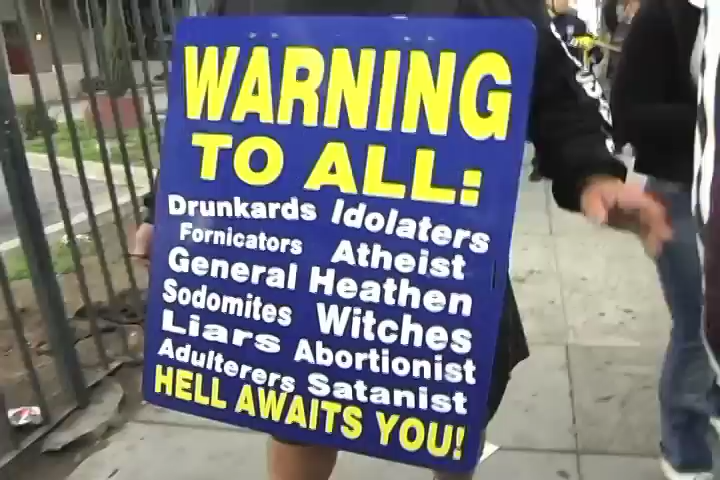 WARNING
TO ALL:
Drunkards Idolaters
Fornicators Atheist
General Heathen
Sodomites Witches
Liars Abortionist
Adulterers Satanist
HELL AWAITS YOU!